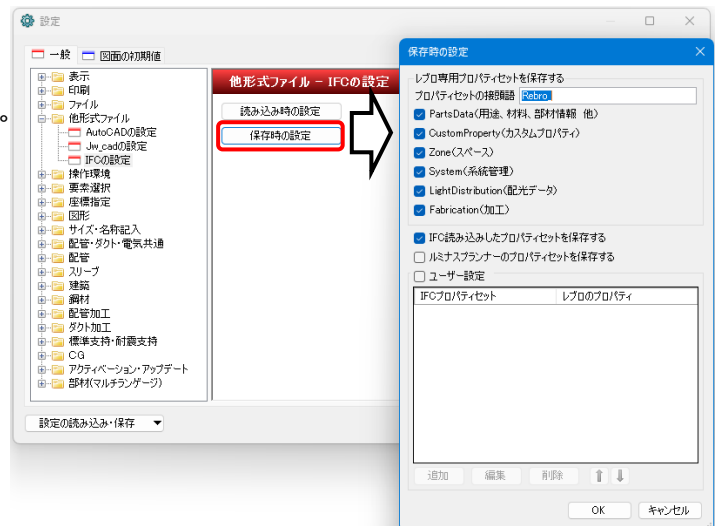 設定
一般
図面の初期値
表示
印刷
ファイル
他形式ファイル
AutoCADの設定
Jw_cadの設定
IFCの設定
操作環境
要素選択
座標指定
図形
サイズ・名称記入
配管・ダクト・電気共通
配管
スリーブ
建築
鋼材
配管加工
ダクト加工
標準支持・耐震支持
CG
アクティベーション・アップデート
部材(マルチランゲージ)
他形式ファイル - IFCの設定
読み込み時の設定
保存時の設定
設定の読み込み・保存
保存時の設定
レブロ専用プロパティセットを保存する
プロパティセットの接頭語 Rebro
PartsData(用途、材料、部材情報 他)
CustomProperty(カスタムプロパティ)
Zone(スペース)
System(系統管理)
LightDistribution(配光データ)
Fabrication(加工)
IFC読み込みしたプロパティセットを保存する
ルミナスプランナーのプロパティセットを保存する
ユーザー設定
IFCプロパティセット レブロのプロパティ
追加 編集 削除
OK キャンセル